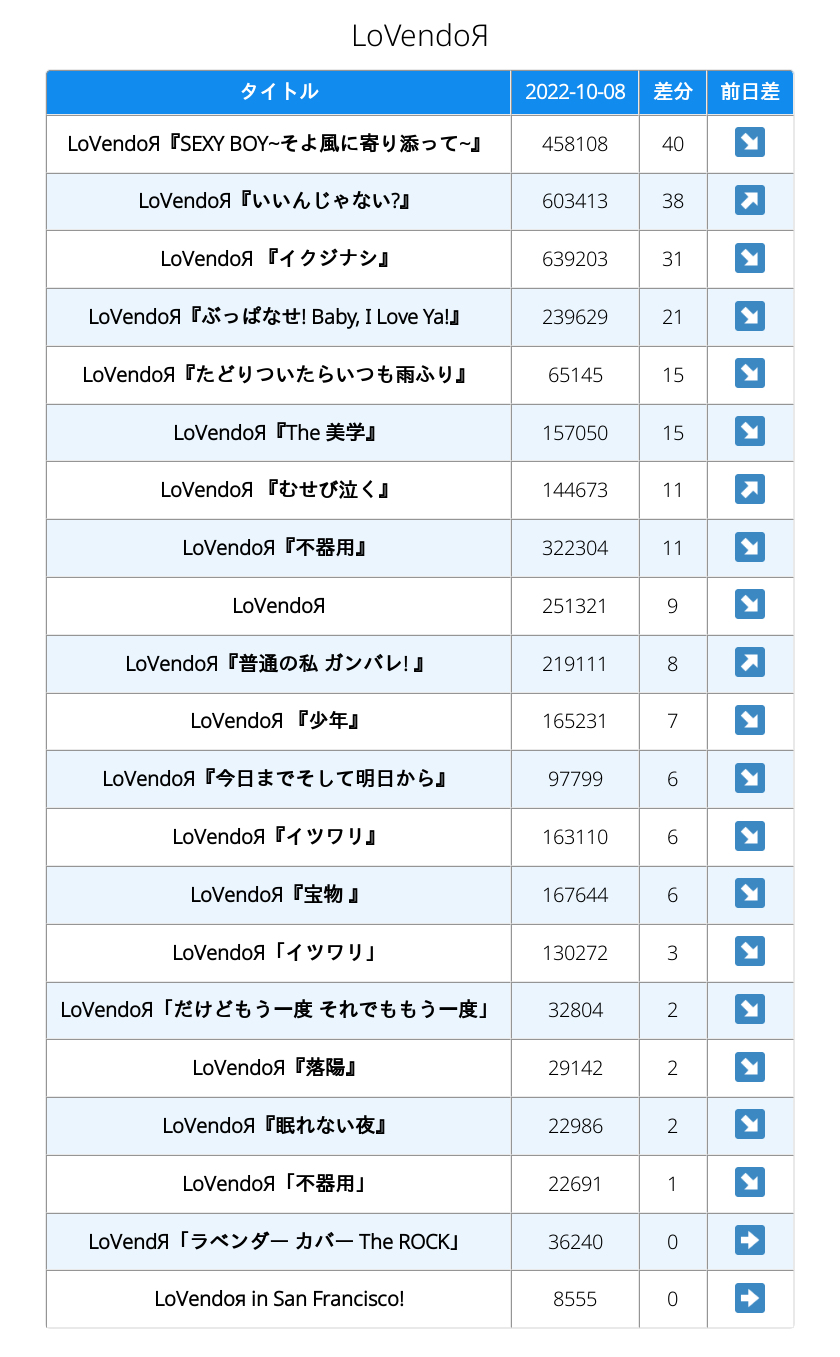 LoVendoЯ
タイトル 2022-10-08 差分 前日差
LoVendoЯ『SEXY BOY~そよ風に寄り添って~』 458108 40 ↘
LoVendoЯ『いいんじゃない?』 603413 38 ↗
LoVendoЯ 『イクジナシ』 639203 31 ↘
LoVendoЯ『ぶっぱなせ! Baby, I Love Ya!』 239629 21 ↘
LoVendoЯ『たどりついたらいつも雨ふり』 65145 15 ↘
LoVendoЯ『The 美学』 157050 15 ↘
LoVendoЯ 『むせび泣く』 144673 11 ↗
LoVendoЯ『不器用』 322304 11 ↘
LoVendoЯ 251321 9 ↘
LoVendoЯ『普通の私 ガンバレ! 』 219111 8 ↗
LoVendoЯ 『少年』 165231 7 ↘
LoVendoЯ『今日までそして明日から』 97799 6 ↘
LoVendoЯ『イツワリ』 163110 6 ↘
LoVendoЯ『宝物 』 167644 6 ↘
LoVendoЯ「イツワリ」 130272 3 ↘
LoVendoЯ「だけどもう一度 それでももう一度」 32804 2 ↘
LoVendoЯ『落陽』 29142 2 ↘
LoVendoЯ『眠れない夜』 22986 2 ↘
LoVendoЯ「不器用」 22691 1 ↘
LoVendЯ「ラベンダー カバー The ROCK」 36240 0 ➡
LoVendoя in San Francisco! 8555 0 ➡